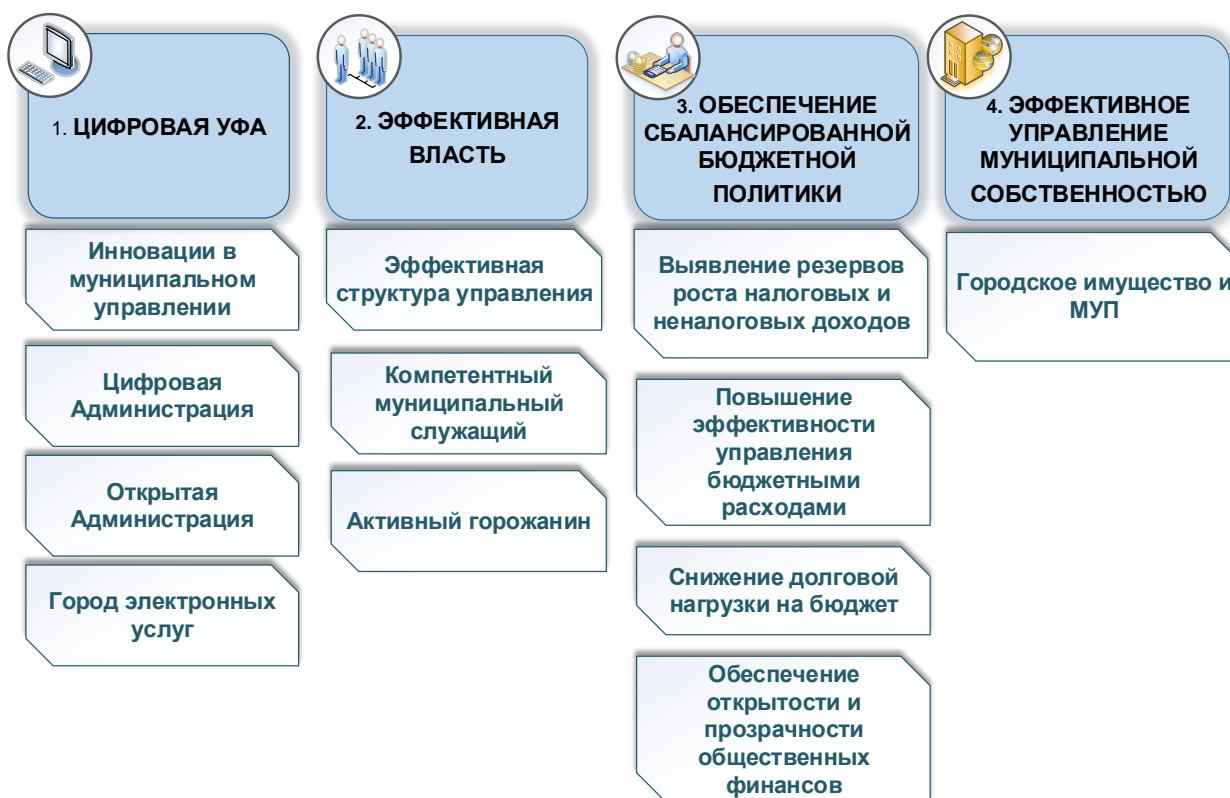 1. ЦИФРОВАЯ УФА
Инновации в
муниципальном
управлении
Цифровая
Администрация
Открытая
Администрация
Город электронных
услуг
2. ЭФФЕКТИВНАЯ
ВЛАСТЬ
Эффективная
структура управления
Компетентный
муниципальный
служащий
Активный горожанин
3. ОБЕСПЕЧЕНИЕ
СБАЛАНСИРОВАННОЙ
БЮДЖЕТНОЙ
ПОЛИТИКИ
Выявление резервов
роста налоговых и
неналоговых доходов
Повышение
эффективности
управления
бюджетными
расходами
Снижение долговой
нагрузки на бюджет
Обеспечение
открытости и
прозрачности
общественных
финансов
4. ЭФФЕКТИВНОЕ
УПРАВЛЕНИЕ
МУНИЦИПАЛЬНОЙ
СОБСТВЕННОСТЬЮ
Городское имущество и
МУП